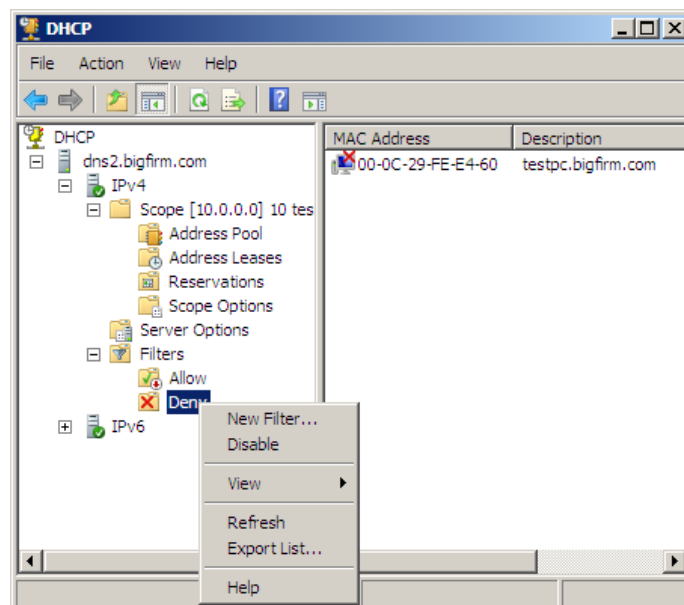 DHCP
File Action View Help
DHCP
dns2.bigfirm.com
IPv4
Scope [10.0.0.0] 10 tes
Address Pool
Address Leases
Reservations
Scope Options
Server Options
Filters
Allow
Deny
IPv6
MAC Address Description
00-0C-29-FE-E4-60 testpc.bigfirm.com
New Filter...
Disable
View
Refresh
Export List...
Help